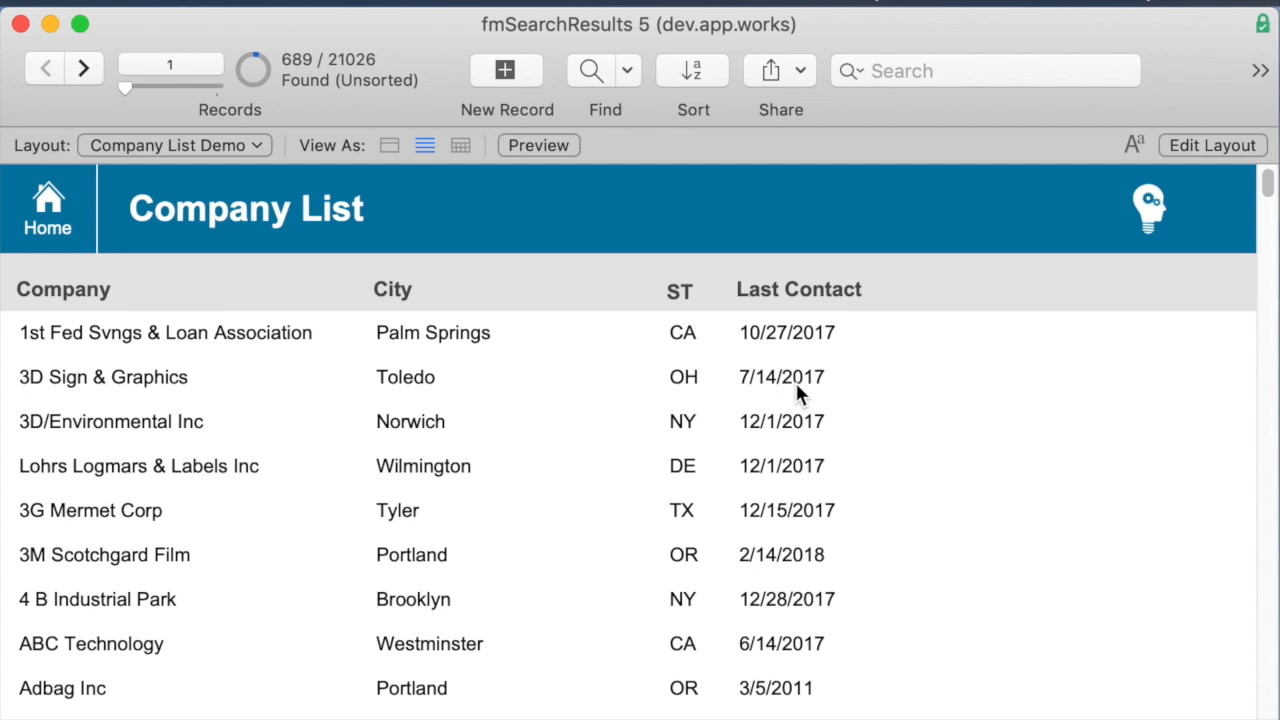 fmSearchResults 5 (dev.app.works)
1
689 / 21026
Found (Unsorted)
Search
Records
New Record
Find
Sort
Share
Layout: Company List Demo View As: Preview Aa Edit Layout
Home
Company List
Company City ST Last Contact
1st Fed Svngs & Loan Association Palm Springs CA 10/27/2017
3D Sign & Graphics Toledo OH 7/14/2017
3D/Environmental Inc Norwich NY 12/1/2017
Lohrs Logmars & Labels Inc Wilmington DE 12/1/2017
3G Mermet Corp Tyler TX 12/15/2017
3M Scotchgard Film Portland OR 2/14/2018
4 B Industrial Park Brooklyn NY 12/28/2017
ABC Technology Westminster CA 6/14/2017
Adbag Inc Portland OR 3/5/2011